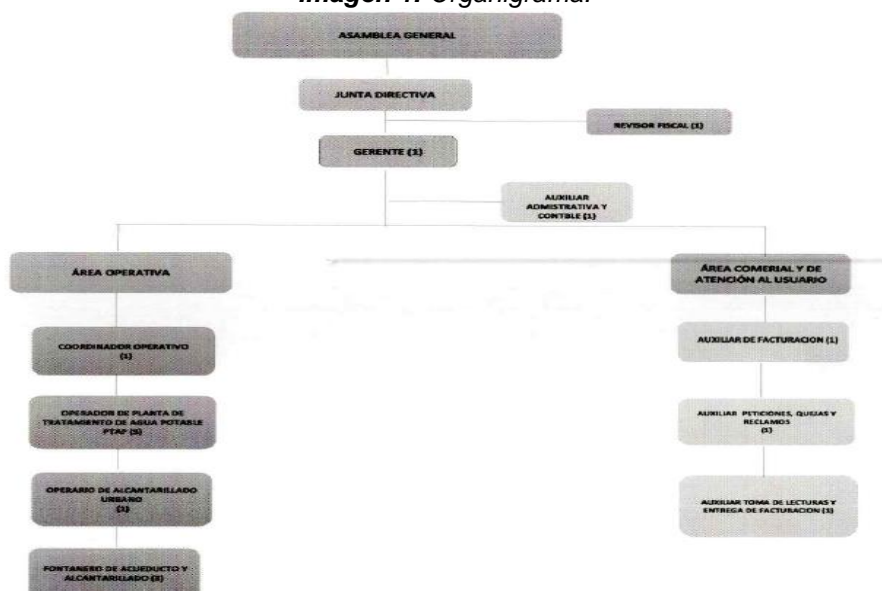 Imagen 1. Organigrama.
ASAMBLEA GENERAL
JUNTA DIRECTIVA
REVISOR FISCAL (1)
GERENTE (1)
AUXILIAR
ADMISTRATIVA Y
CONTBLE (1)
ÁREA OPERATIVA
ÁREA COMERIAL Y DE
ATENCIÓN AL USUARIO
COORDINADOR OPERATIVO
(1)
AUXILIAR DE FACTURACION (1)
OPERADOR DE PLANTA DE
TRATAMIENTO DE AGUA POTABLE
PTAP
AUXILIAR PETICIONES, QUEJAS Y
RECLAMOS
(1)
OPERARIO DE ALCANTARILLADO
URBANO
(1)
AUXILIAR TOMA DE LECTURAS Y
ENTREGA DE FACTURACION (1)
FONTANERO DE ACUEDUCTO Y
ALCANTARILLADO